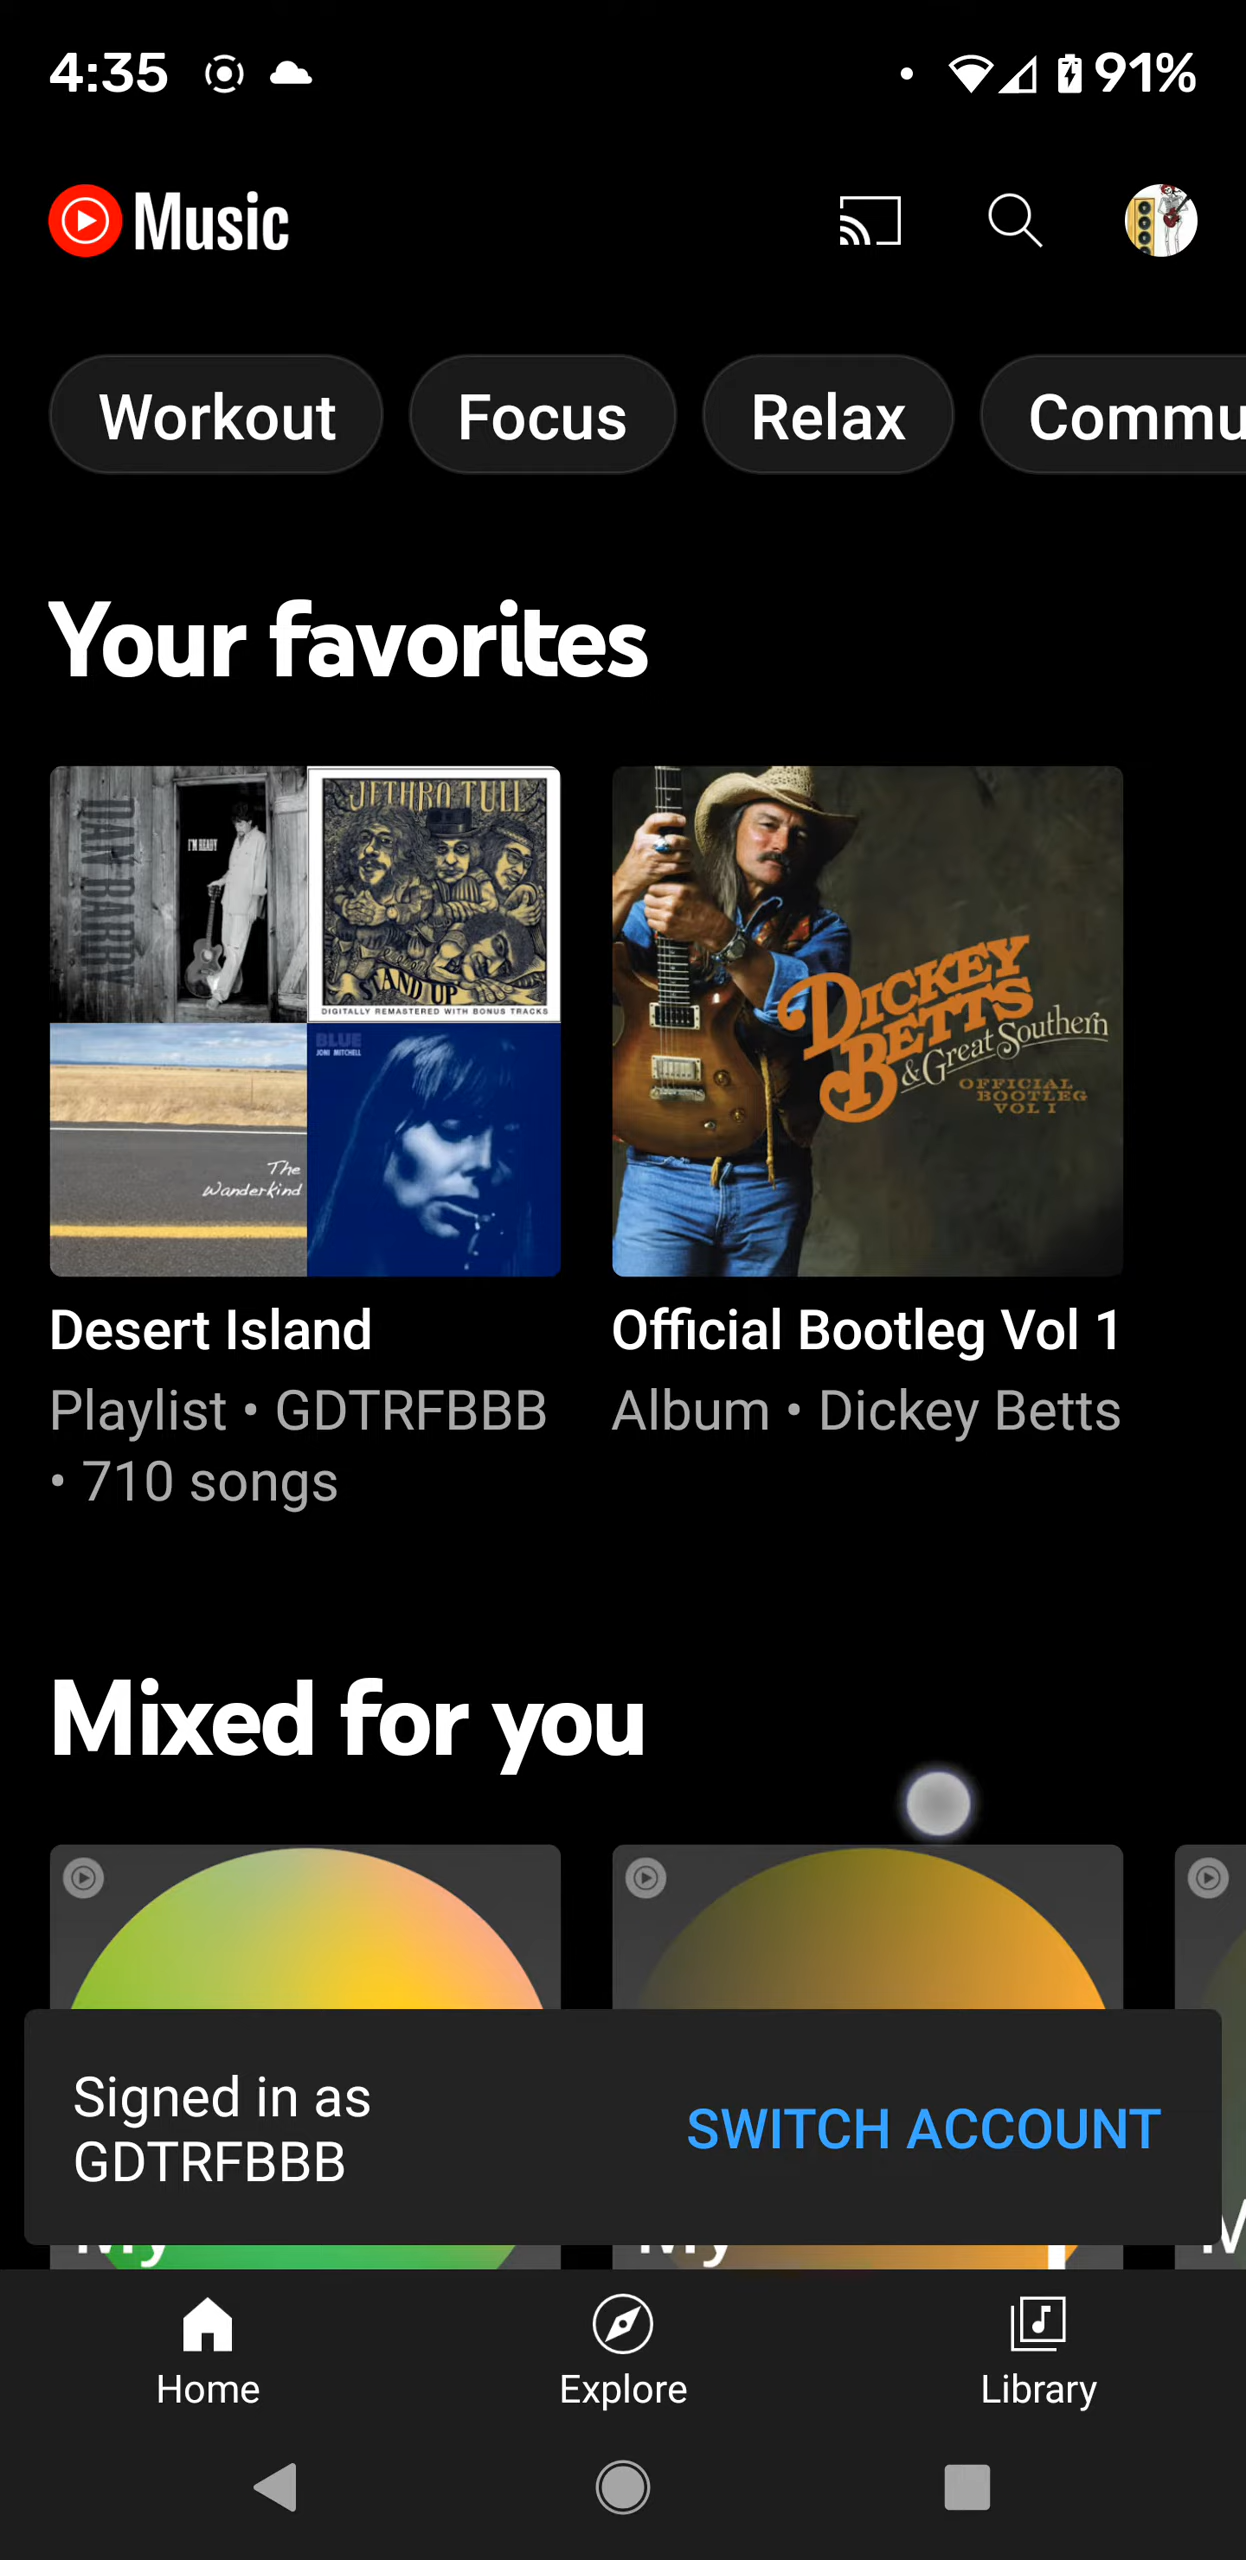 4:35
91%
Music
Workout
Focus
Relax
Commu
Your favorites
DAN BARRY
I'M READY
JETHRO TULL
STAND UP
DIGITALLY REMASTERED WITH BONUS TRACKS
The
Wanderkind
BLUE
JONI MITCHELL
DICKEY
BETTS
& Great Southern
OFFICIAL
BOOTLEG
VOL I
Desert Island
Playlist • GDTRFBBB
• 710 songs
Official Bootleg Vol 1
Album • Dickey Betts
Mixed for you
Signed in as
GDTRFBBB
SWITCH ACCOUNT
My
My
Home
Explore
Library